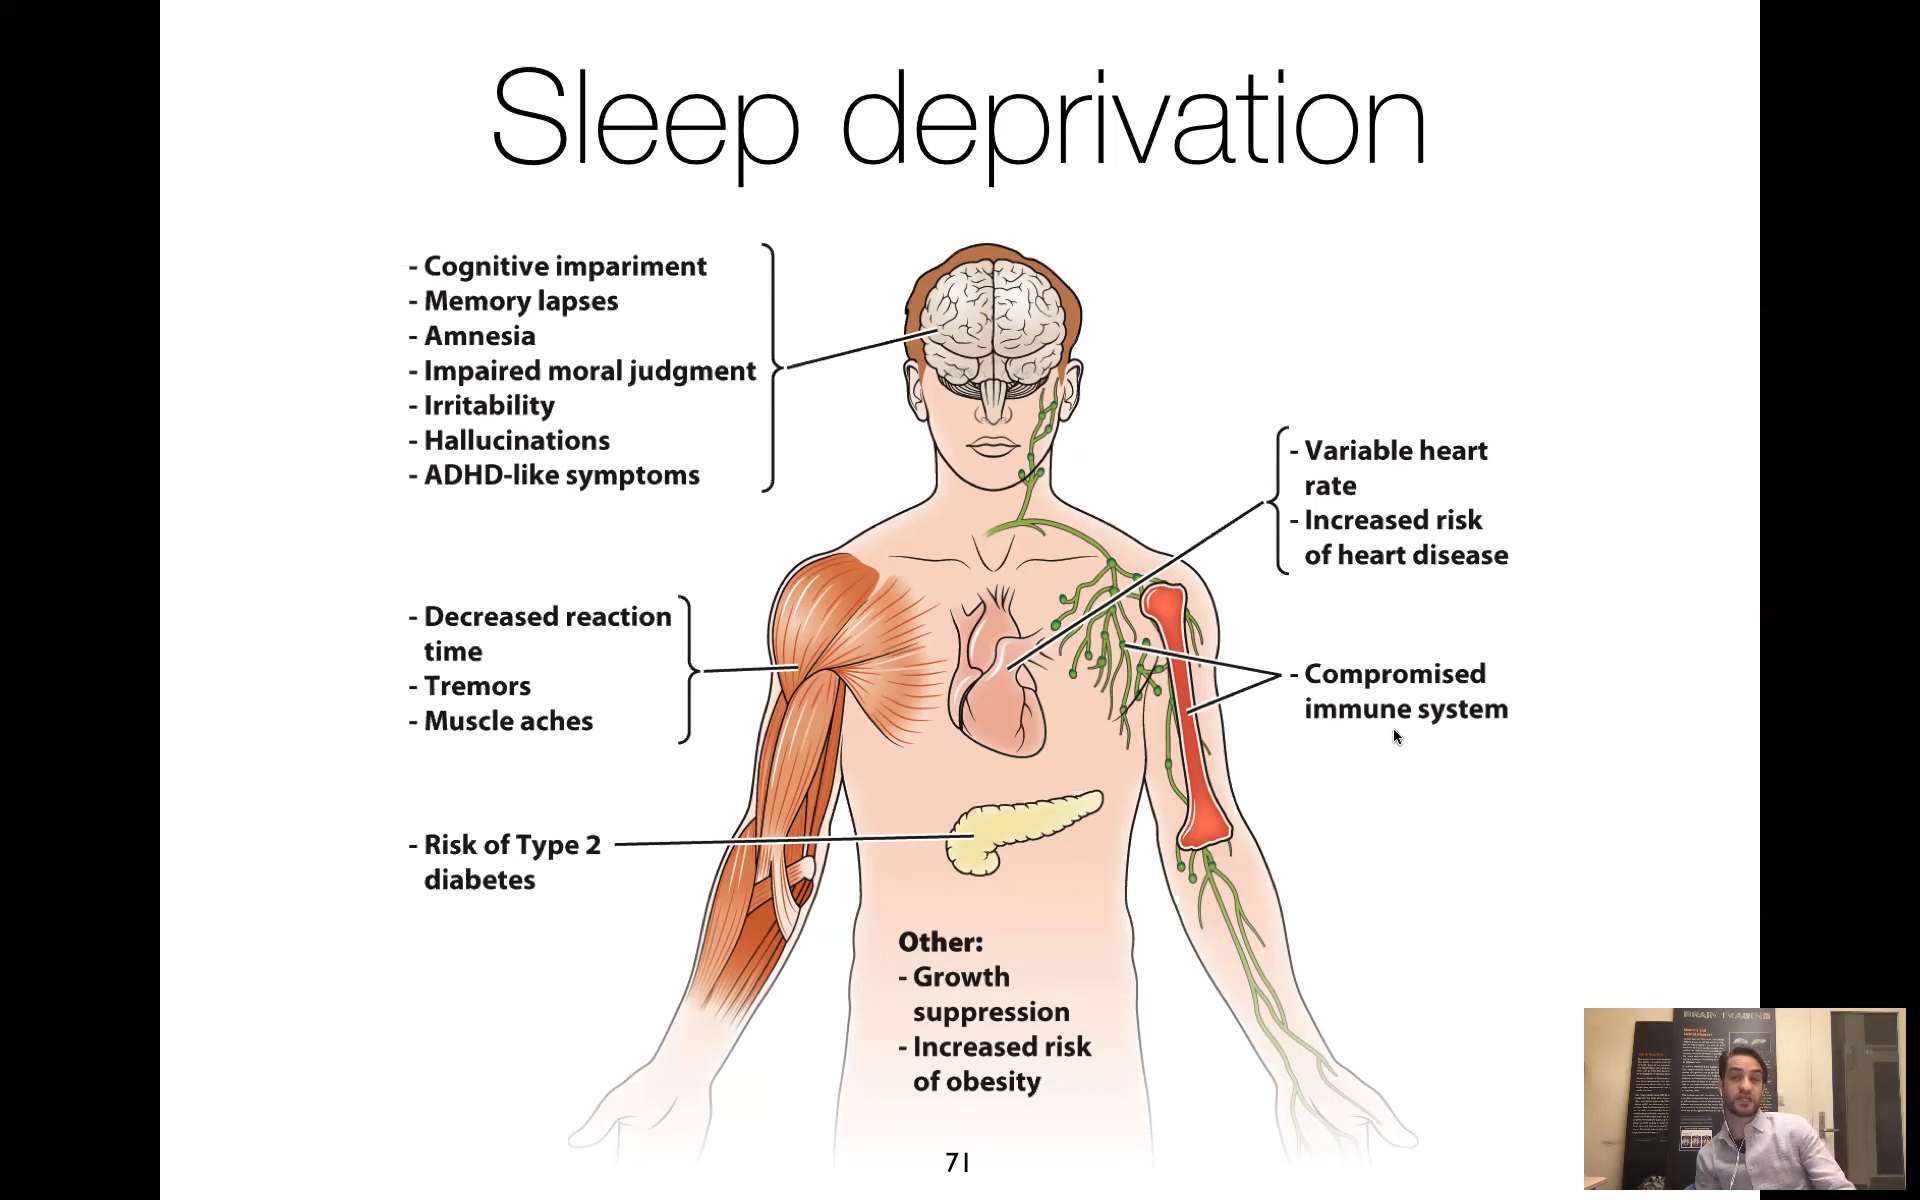 Sleep deprivation
- Cognitive impariment
- Memory lapses
- Amnesia
- Impaired moral judgment
- Irritability
- Hallucinations
- ADHD-like symptoms
- Variable heart
rate
- Increased risk
of heart disease
- Decreased reaction
time
- Tremors
- Muscle aches
- Compromised
immune system
- Risk of Type 2
diabetes
Other:
- Growth
suppression
- Increased risk
of obesity
71
BRAIN IMAGING